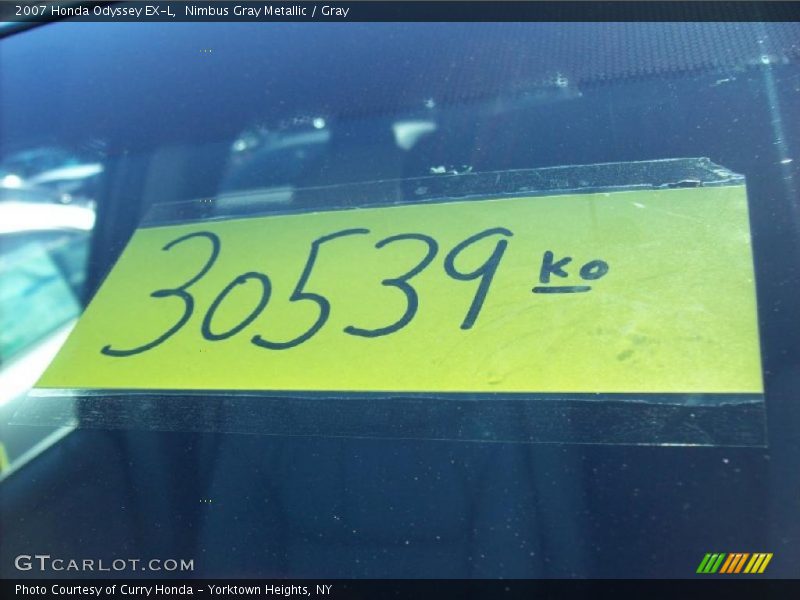 2007 Honda Odyssey EX-L,  Nimbus Gray Metallic / Gray
30539 KO
GTCARLOT.COM
Photo Courtesy of Curry Honda - Yorktown Heights, NY